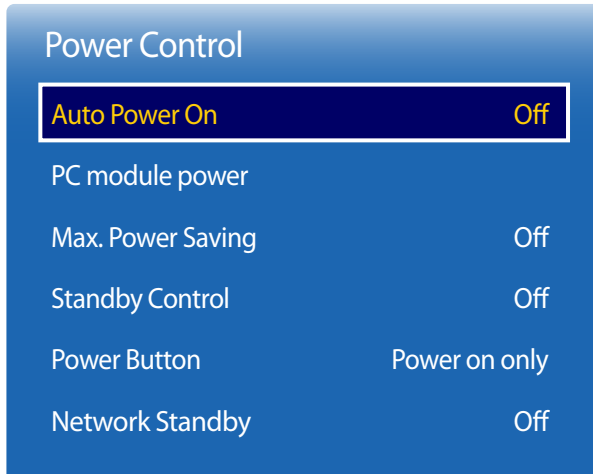 Power Control
Auto Power On Off
PC module power
Max. Power Saving Off
Standby Control Off
Power Button Power on only
Network Standby Off